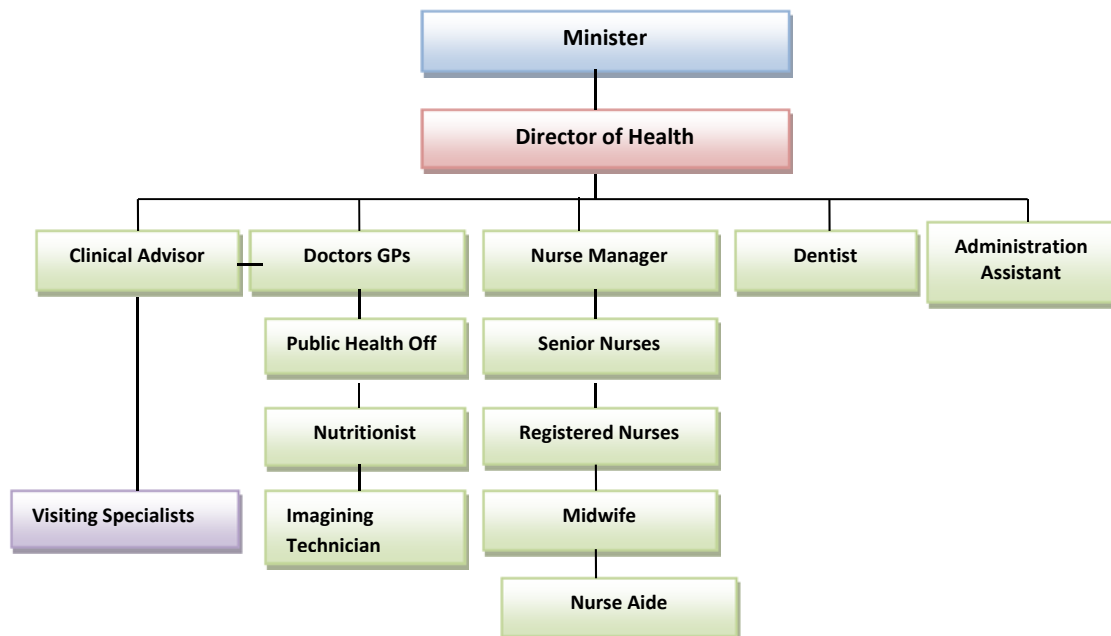 Minister
Director of Health
Clinical Advisor
Doctors GPs
Nurse Manager
Dentist
Administration
Assistant
Public Health Off
Senior Nurses
Nutritionist
Registered Nurses
Visiting Specialists
Imagining
Technician
Midwife
Nurse Aide